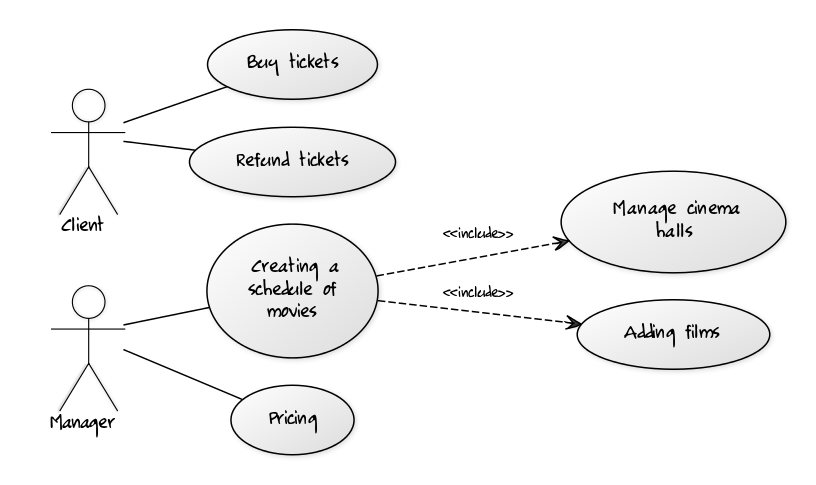 Buy tickets
Refund tickets
Client
Manage cinema
halls
<<include>>
Creating a
schedule of
movies
<<include>>
Adding films
Manager
Pricing